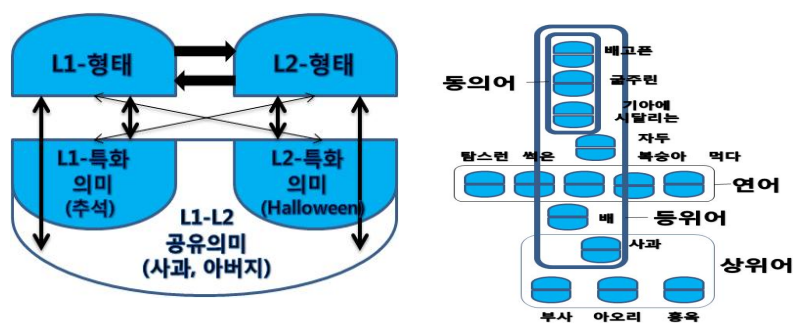 L1-형태
L2-형태
L1-특화
의미
(추석)
L2-특화
의미
(Halloween)
L1-L2
공유의미
(사과, 아버지)
배고픈
굶주린
기아에
시달리는
동의어
자두
탐스런 썩은 복숭아 먹다
연어
배
등위어
사과
상위어
부사 아오리 홍옥